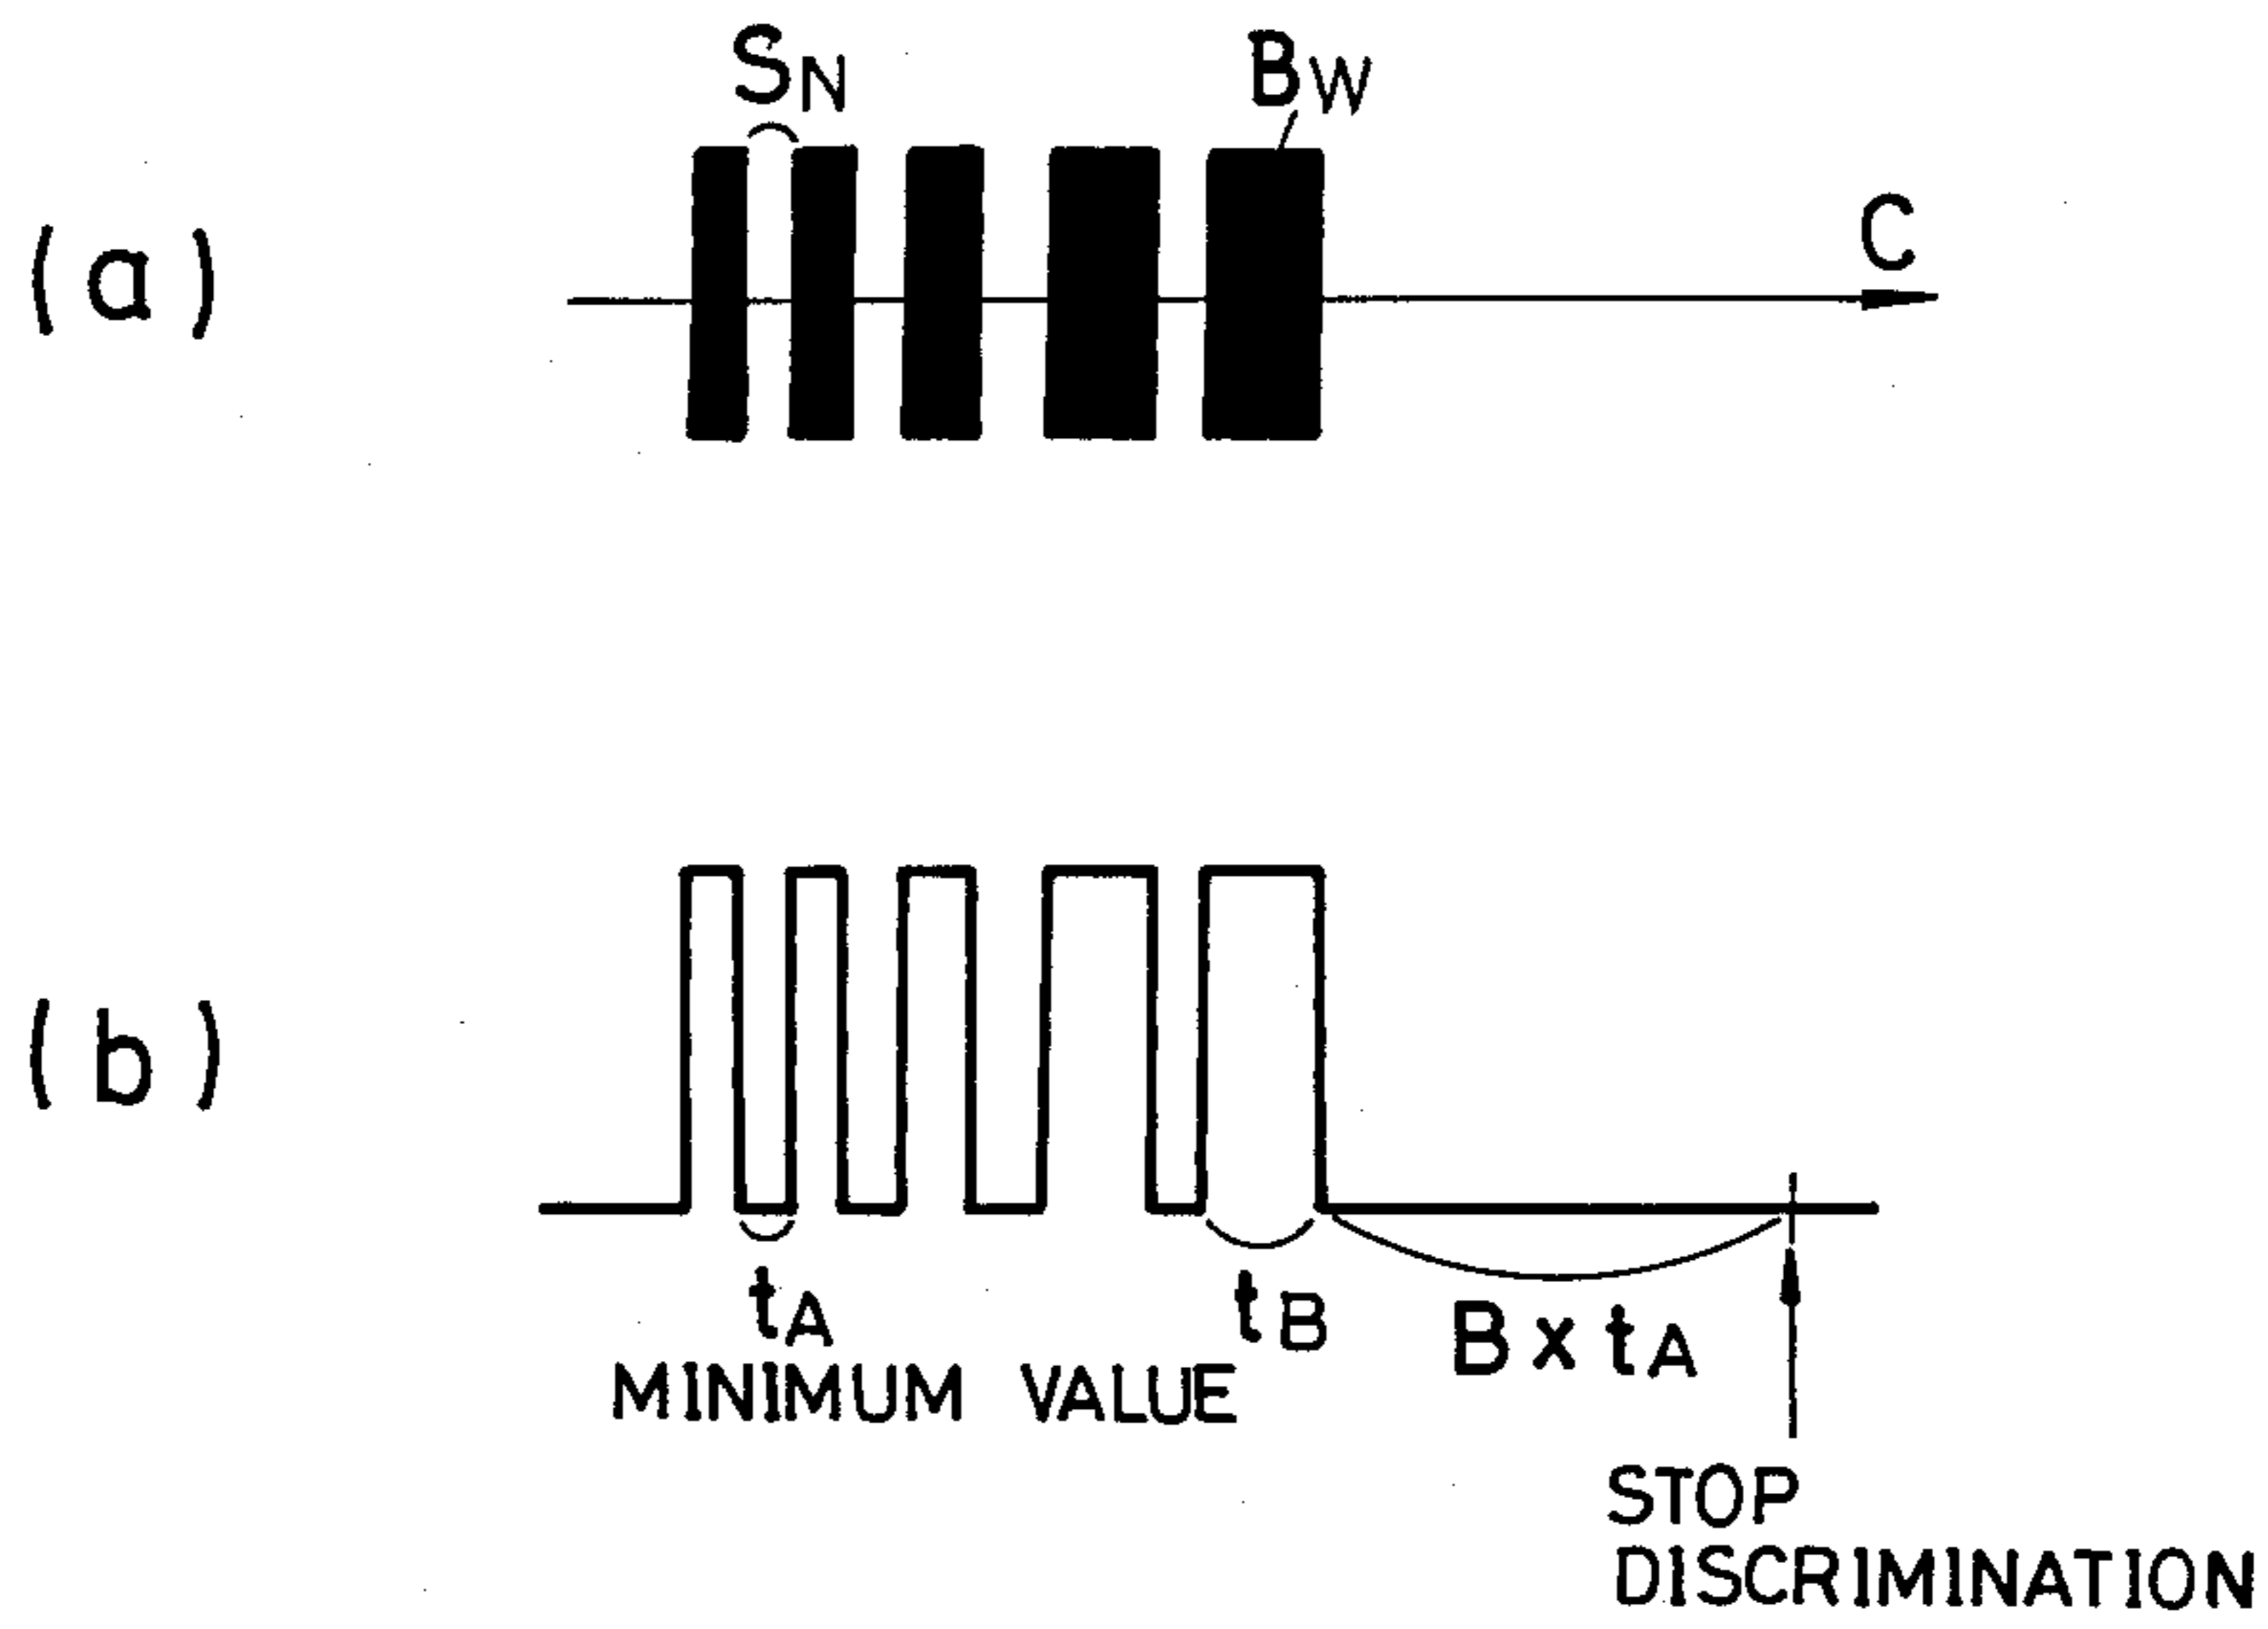 SN BW
(a)
C
(b)
tA tB B×tA
MINIMUM VALUE
STOP
DISCRIMINATION